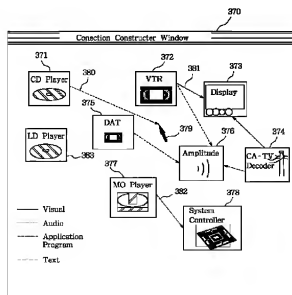 370
Conection Constructer Window
371
372
373
CD Player
380
VTR
381
Display
375
DAT
379
376
374
LD Player
383
Amplitude
CA-TV
Decoder
377
MO Player
382
378
System
Controller
Visual
Audio
Application
Program
Text